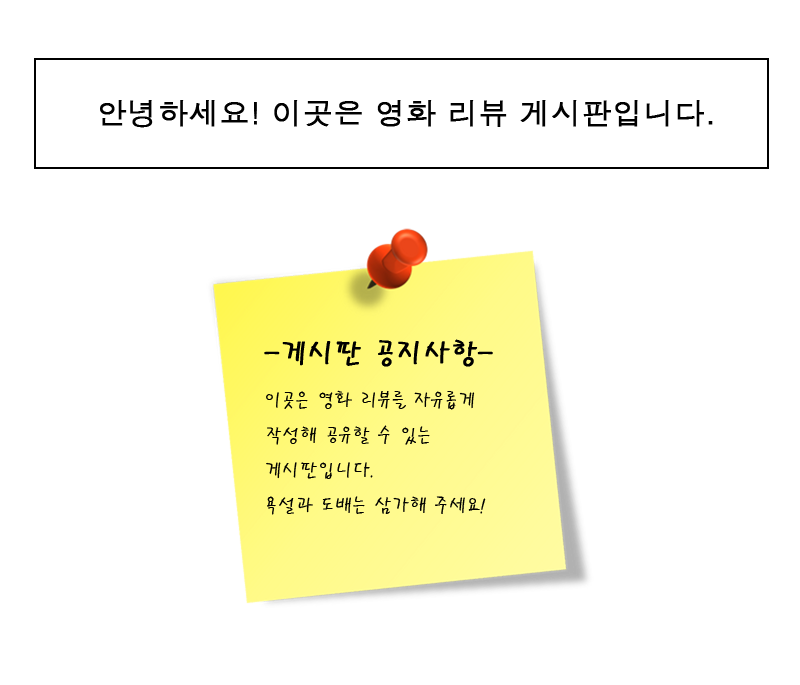 안녕하세요! 이곳은 영화 리뷰 게시판입니다.
-게시판 공지사항-
이곳은 영화 리뷰를 자유롭게
작성해 공유할 수 있는
게시판입니다.
욕설과 도배는 삼가해 주세요!